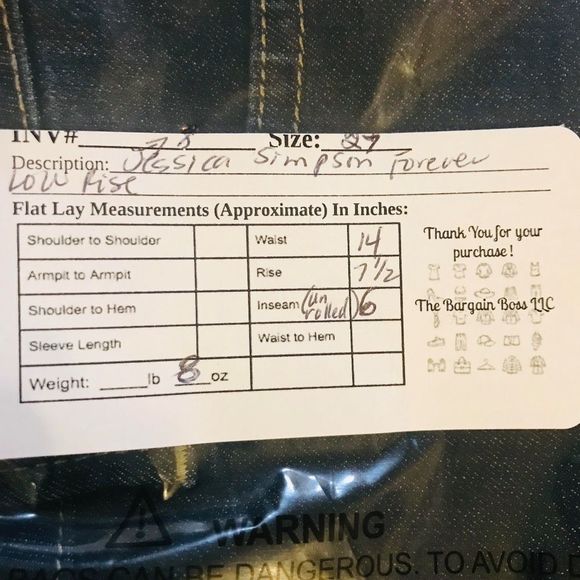 INV# 78 Size: 27
Description: Jessica Simpson Forever
Low Rise
Flat Lay Measurements (Approximate) In Inches:
Shoulder to Shoulder Waist 14
Armpit to Armpit Rise 7 1/2
Shoulder to Hem Inseam (un rolled) 6
Sleeve Length Waist to Hem
Weight: ____lb 8 oz
Thank You for your
purchase!
The Bargain Boss LLC
WARNING
BAGS CAN BE DANGEROUS. TO AVOID